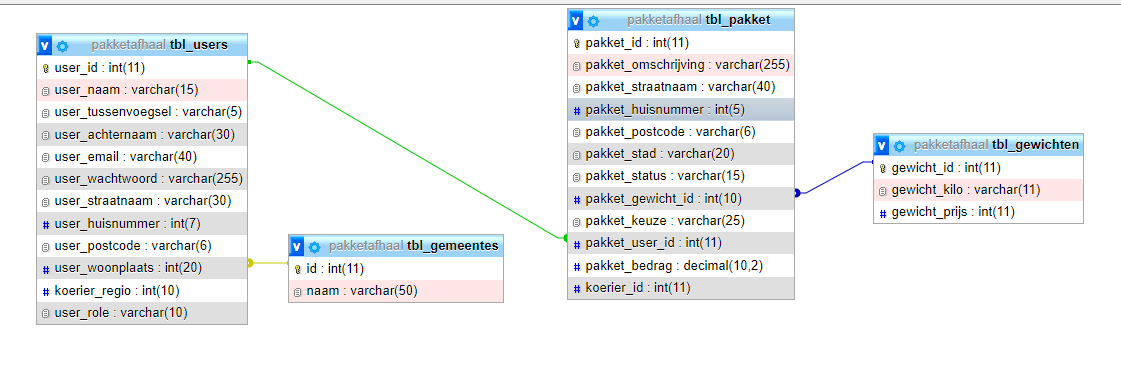 pakketafhaal tbl_users
user_id : int(11)
user_naam : varchar(15)
user_tussenvoegsel : varchar(5)
user_achternaam : varchar(30)
user_email : varchar(40)
user_wachtwoord : varchar(255)
user_straatnaam : varchar(30)
# user_huisnummer : int(7)
user_postcode : varchar(6)
# user_woonplaats : int(20)
# koerier_regio : int(10)
user_role : varchar(10)
pakketafhaal tbl_gemeentes
id : int(11)
naam : varchar(50)
pakketafhaal tbl_pakket
pakket_id : int(11)
pakket_omschrijving : varchar(255)
pakket_straatnaam : varchar(40)
# pakket_huisnummer : int(5)
pakket_postcode : varchar(6)
pakket_stad : varchar(20)
pakket_status : varchar(15)
# pakket_gewicht_id : int(10)
pakket_keuze : varchar(25)
# pakket_user_id : int(11)
# pakket_bedrag : decimal(10,2)
# koerier_id : int(11)
pakketafhaal tbl_gewichten
gewicht_id : int(11)
gewicht_kilo : varchar(11)
# gewicht_prijs : int(11)